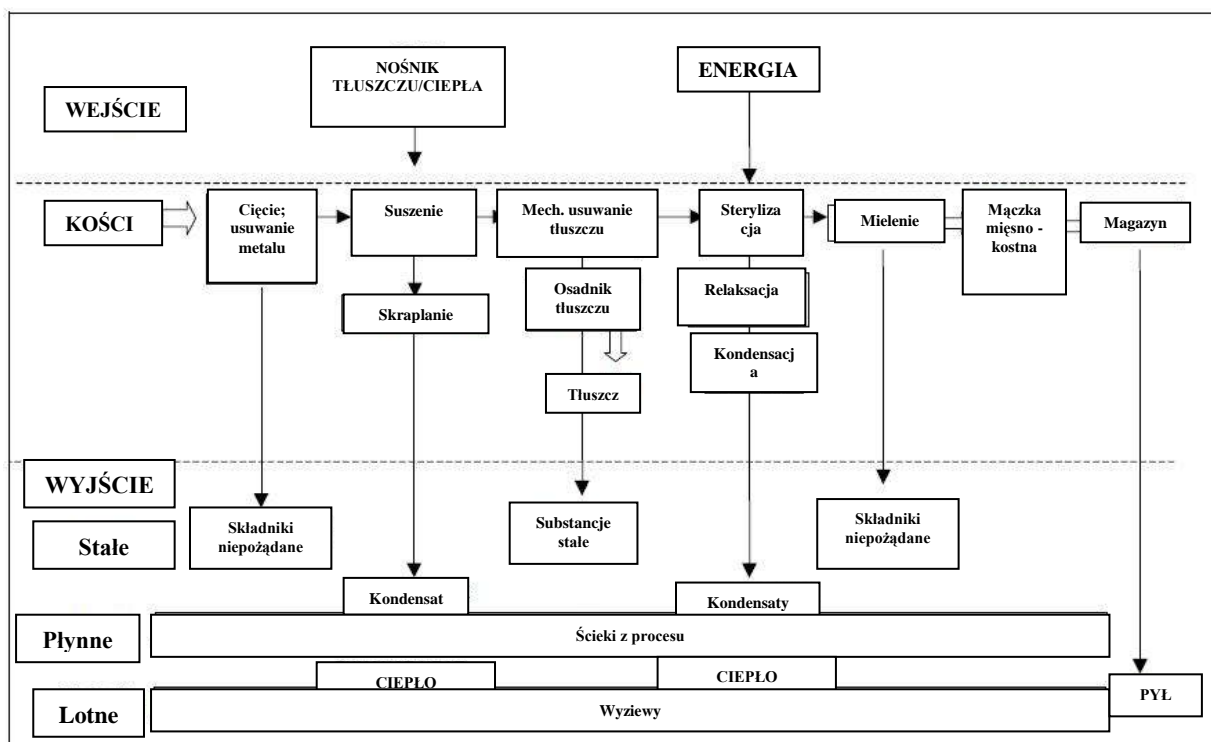 NOŚNIK
TŁUSZCZU/CIEPŁA
ENERGIA
WEJŚCIE
KOŚCI
Cięcie;
usuwanie
metalu
Suszenie
Mech. usuwanie
tłuszczu
Steryliza
cja
Mielenie
Mączka
mięsno -
kostna
Magazyn
Skraplanie
Osadnik
tłuszczu
Relaksacja
Kondensacj
a
Tłuszcz
WYJŚCIE
Stałe
Składniki
niepożądane
Substancje
stałe
Składniki
niepożądane
Kondensat
Kondensaty
Płynne
Ścieki z procesu
CIEPŁO
CIEPŁO
Lotne
Wyziewy
PYŁ